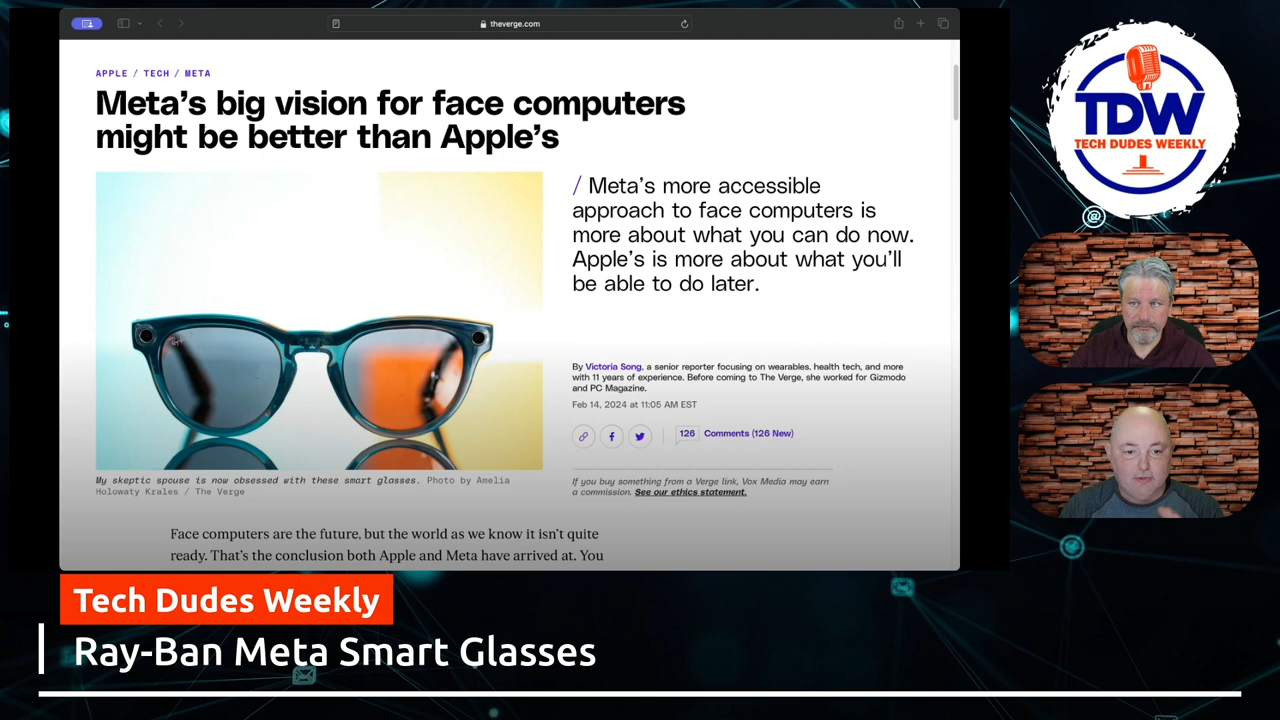 theverge.com
APPLE / TECH / META
Meta's big vision for face computers
might be better than Apple's
/ Meta's more accessible
approach to face computers is
more about what you can do now.
Apple's is more about what you'll
be able to do later.
By Victoria Song, a senior reporter focusing on wearables, health tech, and more
with 11 years of experience. Before coming to The Verge, she worked for Gizmodo
and PC Magazine.
Feb 14, 2024 at 11:05 AM EST
126 Comments (126 New)
My skeptic spouse is now obsessed with these smart glasses. Photo by Amelia
Holowaty Krales / The Verge
If you buy something from a Verge link, Vox Media may earn
a commission. See our ethics statement.
Face computers are the future, but the world as we know it isn't quite
ready. That's the conclusion both Apple and Meta have arrived at. You
TDW
TECH DUDES WEEKLY
@
Tech Dudes Weekly
Ray-Ban Meta Smart Glasses